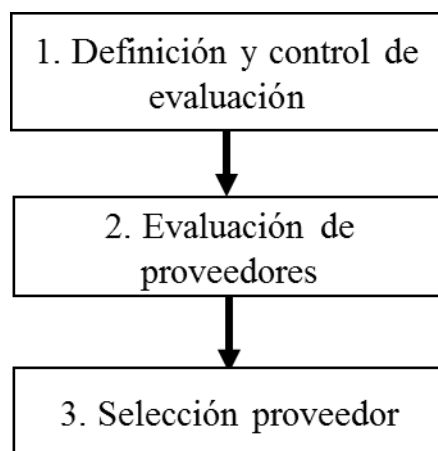 1. Definición y control de
evaluación
2. Evaluación de
proveedores
3. Selección proveedor